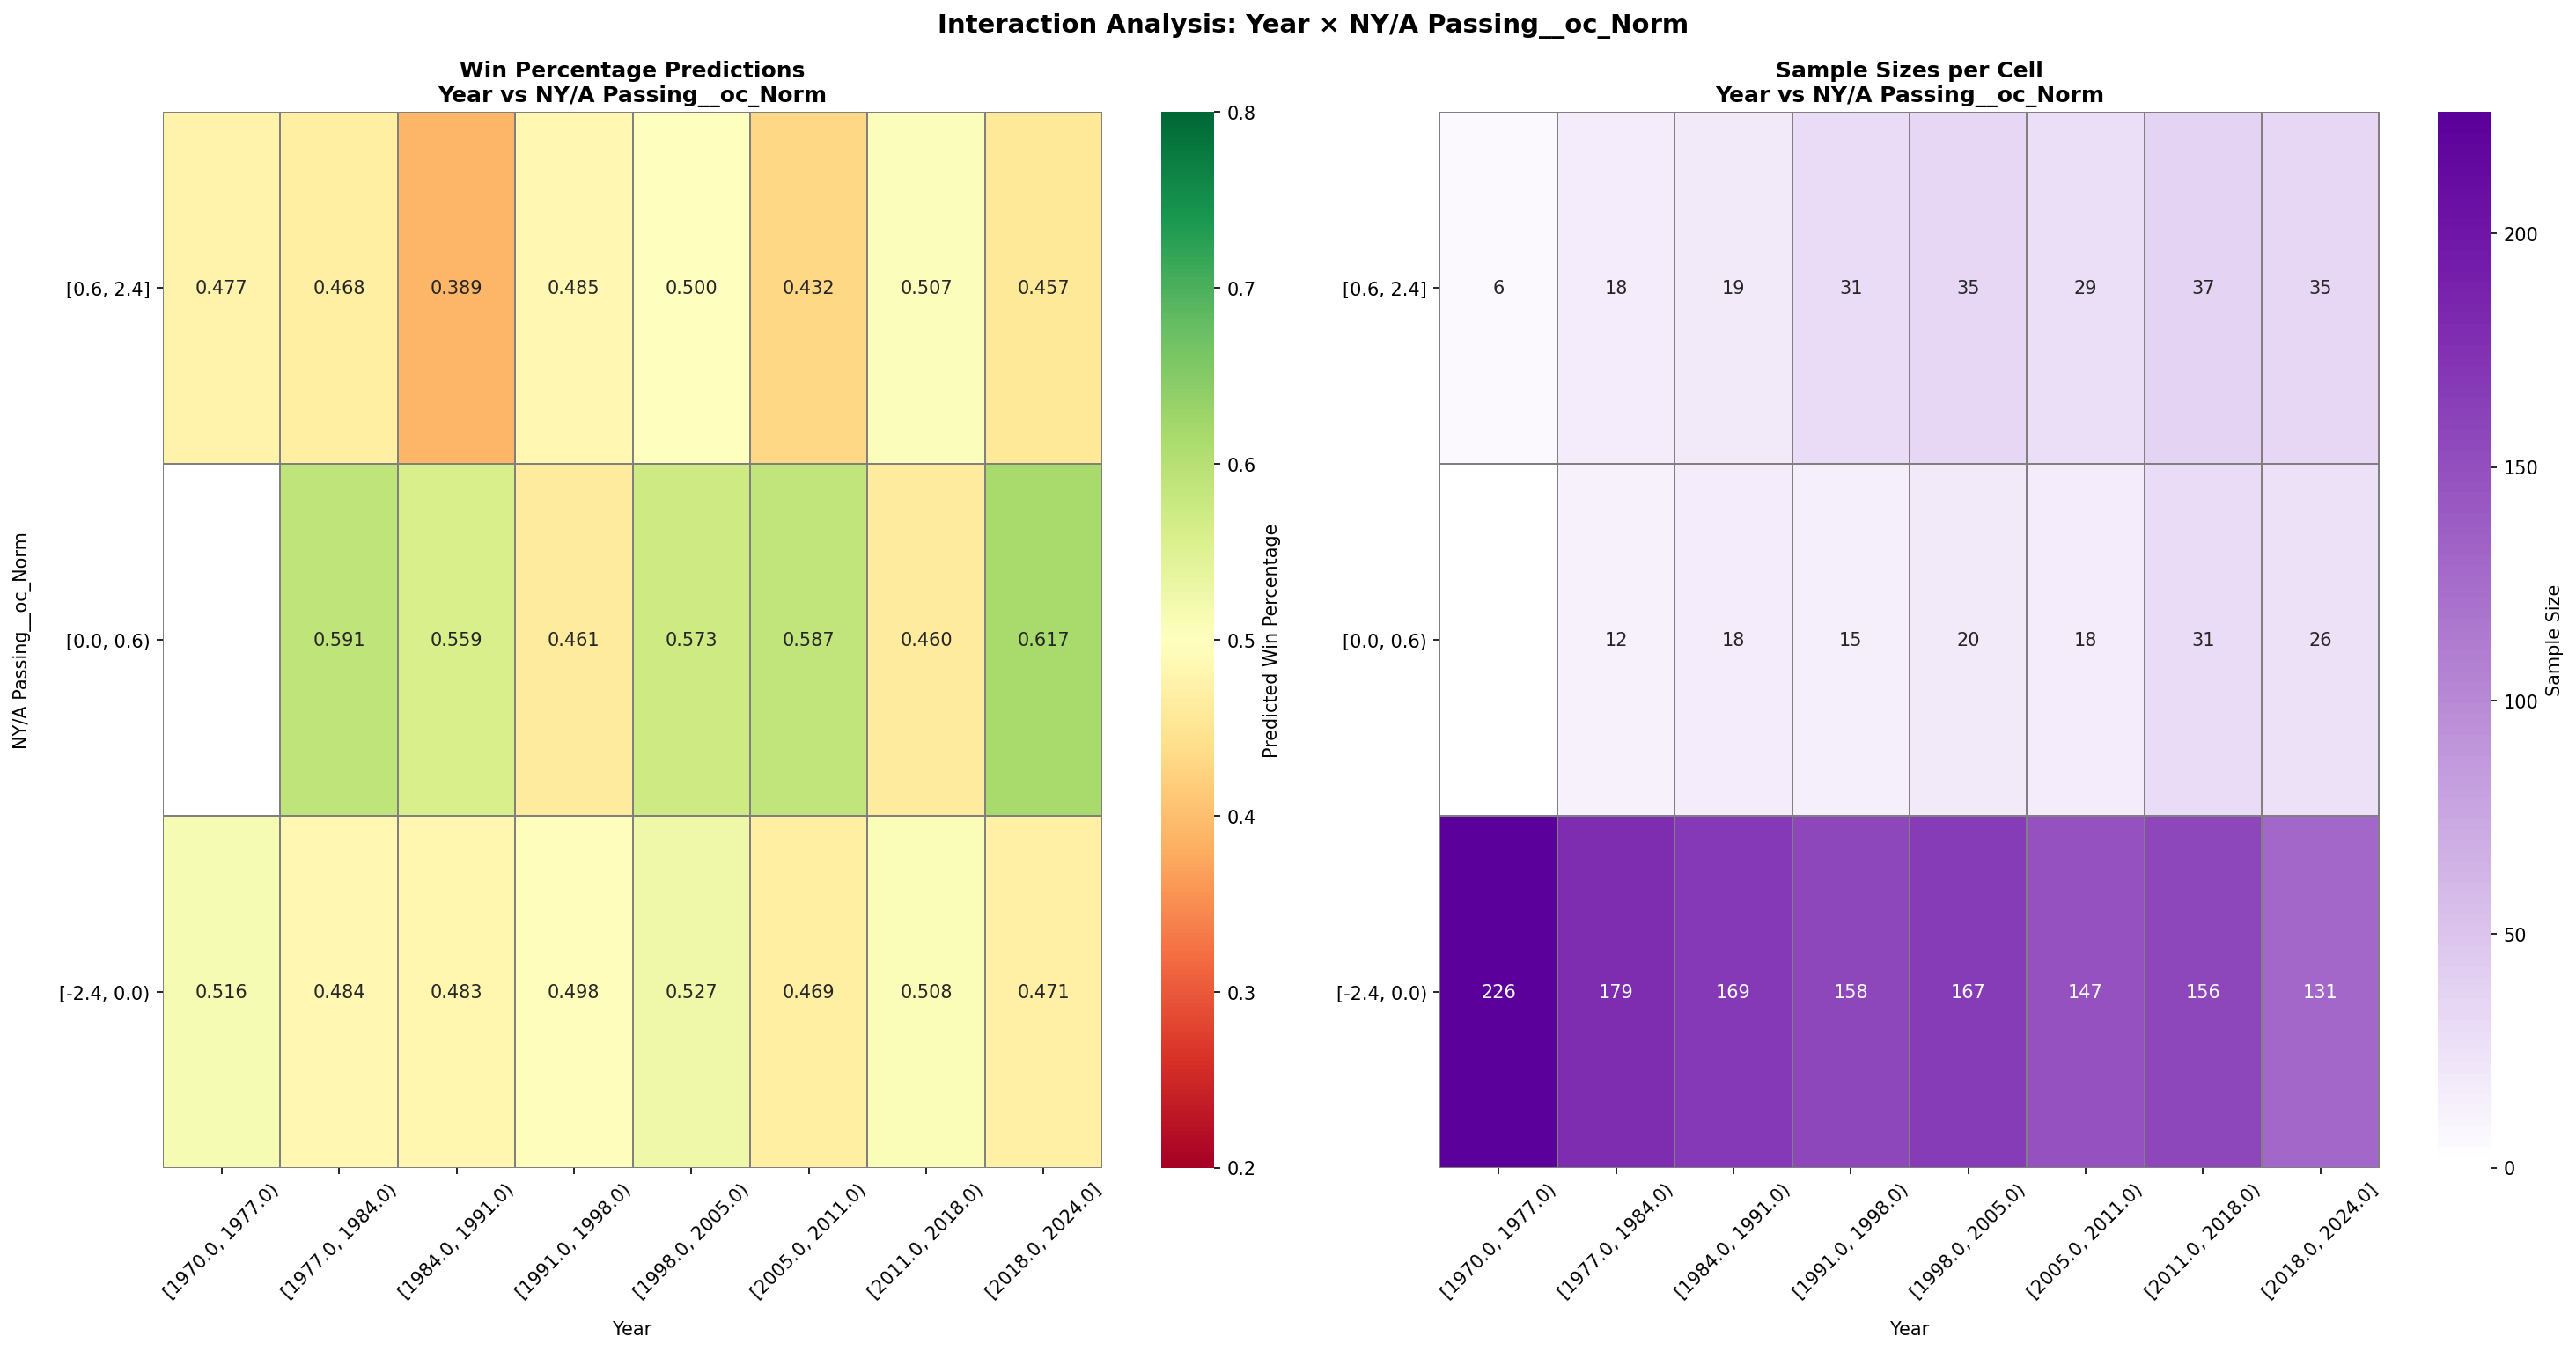 Interaction Analysis: Year × NY/A Passing__oc_Norm
Win Percentage Predictions
Year vs NY/A Passing__oc_Norm
NY/A Passing__oc_Norm
[0.6, 2.4]
0.477 0.468 0.389 0.485 0.500 0.432 0.507 0.457
[0.0, 0.6)
0.591 0.559 0.461 0.573 0.587 0.460 0.617
[-2.4, 0.0)
0.516 0.484 0.483 0.498 0.527 0.469 0.508 0.471
[1970.0, 1977.0)
[1977.0, 1984.0)
[1984.0, 1991.0)
[1991.0, 1998.0)
[1998.0, 2005.0)
[2005.0, 2011.0)
[2011.0, 2018.0)
[2018.0, 2024.0]
Year
0.8
0.7
0.6
0.5
0.4
0.3
0.2
Predicted Win Percentage
Sample Sizes per Cell
Year vs NY/A Passing__oc_Norm
[0.6, 2.4]
6 18 19 31 35 29 37 35
[0.0, 0.6)
12 18 15 20 18 31 26
[-2.4, 0.0)
226 179 169 158 167 147 156 131
[1970.0, 1977.0)
[1977.0, 1984.0)
[1984.0, 1991.0)
[1991.0, 1998.0)
[1998.0, 2005.0)
[2005.0, 2011.0)
[2011.0, 2018.0)
[2018.0, 2024.0]
Year
200
150
100
50
0
Sample Size